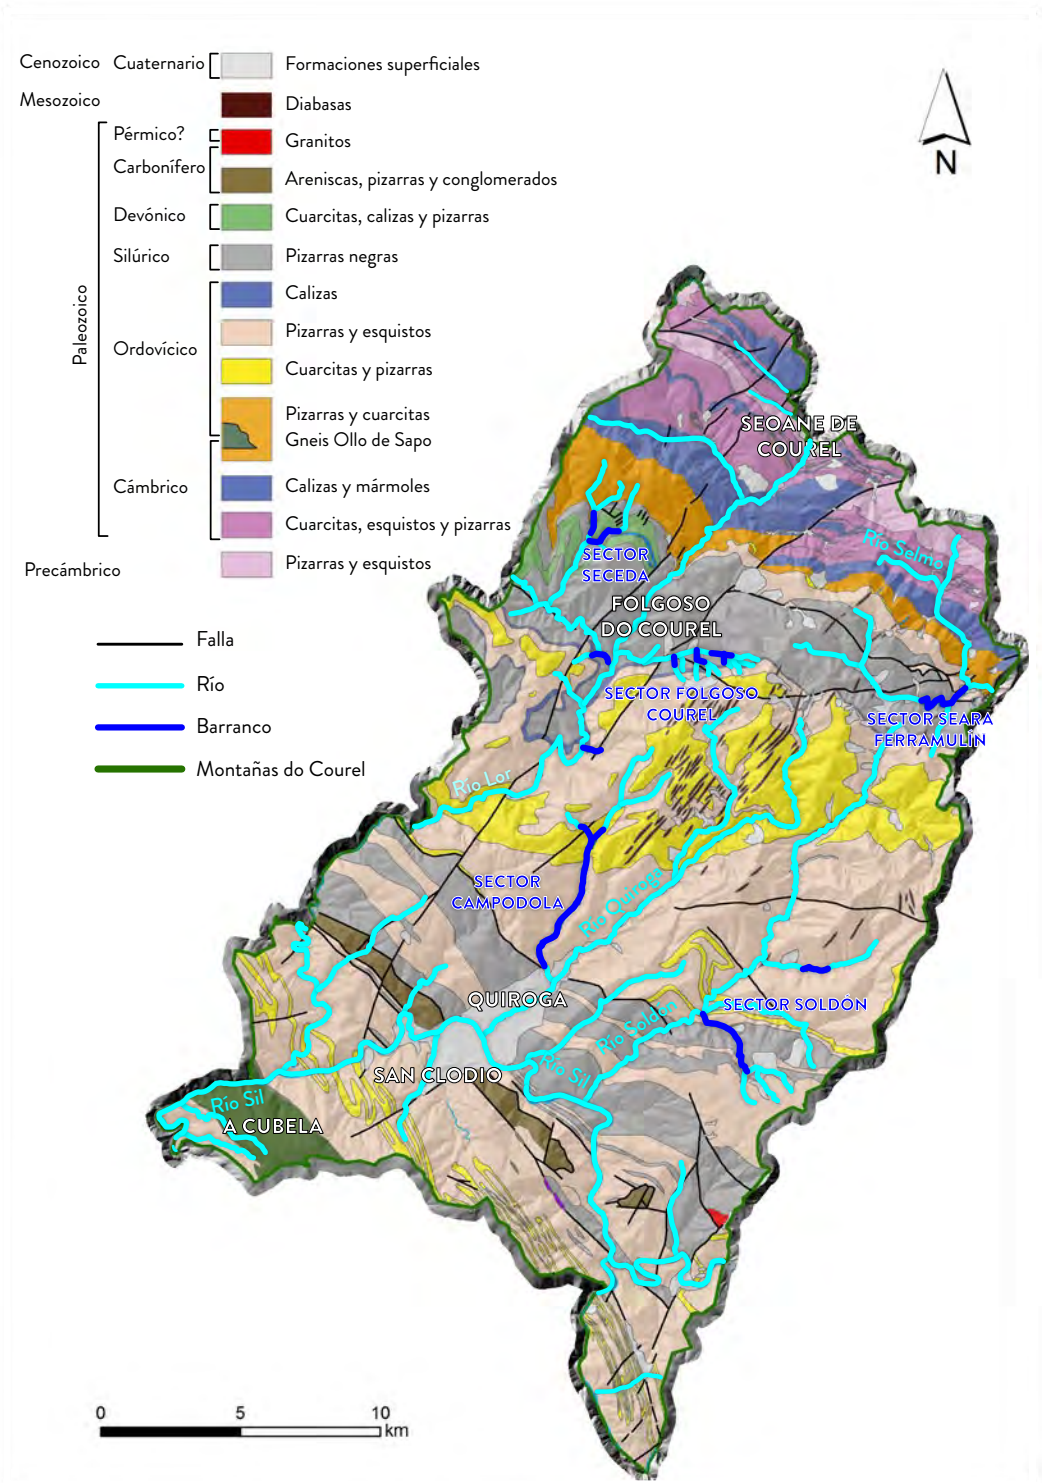 Cenozoico Cuaternario Formaciones superficiales
Mesozoico Diabasas
Pérmico? Granitos
Carbonífero Areniscas, pizarras y conglomerados
Devónico Cuarcitas, calizas y pizarras
Silúrico Pizarras negras
Calizas
Paleozoico
Pizarras y esquistos
Ordovícico
Cuarcitas y pizarras
Pizarras y cuarcitas
Gneis Ollo de Sapo
Cámbrico Calizas y mármoles
Cuarcitas, esquistos y pizarras
Precámbrico Pizarras y esquistos
Falla
Río
Barranco
Montañas do Courel
N
SEOANE DE
COUREL
Río Selmo
SECTOR
SECEDA
FOLGOSO
DO COUREL
SECTOR FOLGOSO
COUREL
SECTOR SEARA
FERRAMULÍN
Río Lor
SECTOR
CAMPODOLA
Río Quiroga
QUIROGA
SECTOR SOLDÓN
Río Soldón
Río Sil
SAN CLODIO
Río Sil
A CUBELA
0 5 10
km